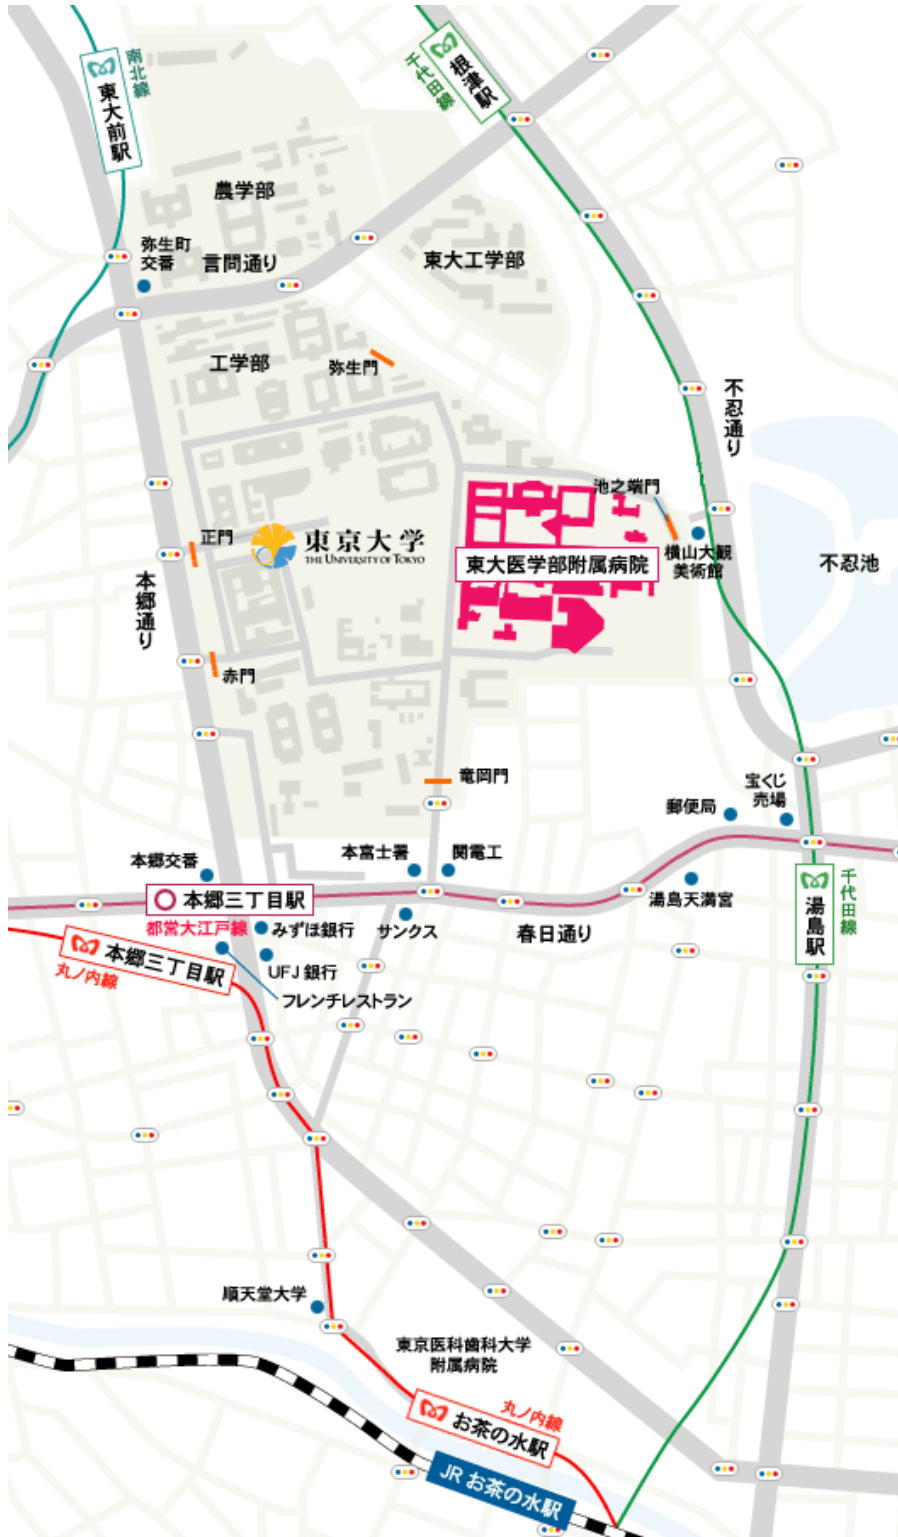 南北線
東大前駅
根津駅
千代田線
農学部
弥生町
交番
言問通り
東大工学部
工学部
弥生門
不忍通り
池之端門
正門
東京大学
THE UNIVERSITY OF TOKYO
東大医学部附属病院
横山大観
美術館
不忍池
本郷通り
赤門
竜岡門
宝くじ
売場
郵便局
本郷交番
本富士署
関電工
本郷三丁目駅
都営大江戸線
みずほ銀行
サンクス
春日通り
湯島天満宮
湯島駅
千代田線
本郷三丁目駅
丸ノ内線
UFJ 銀行
フレンチレストラン
順天堂大学
東京医科歯科大学
附属病院
丸ノ内線
お茶の水駅
JR お茶の水駅